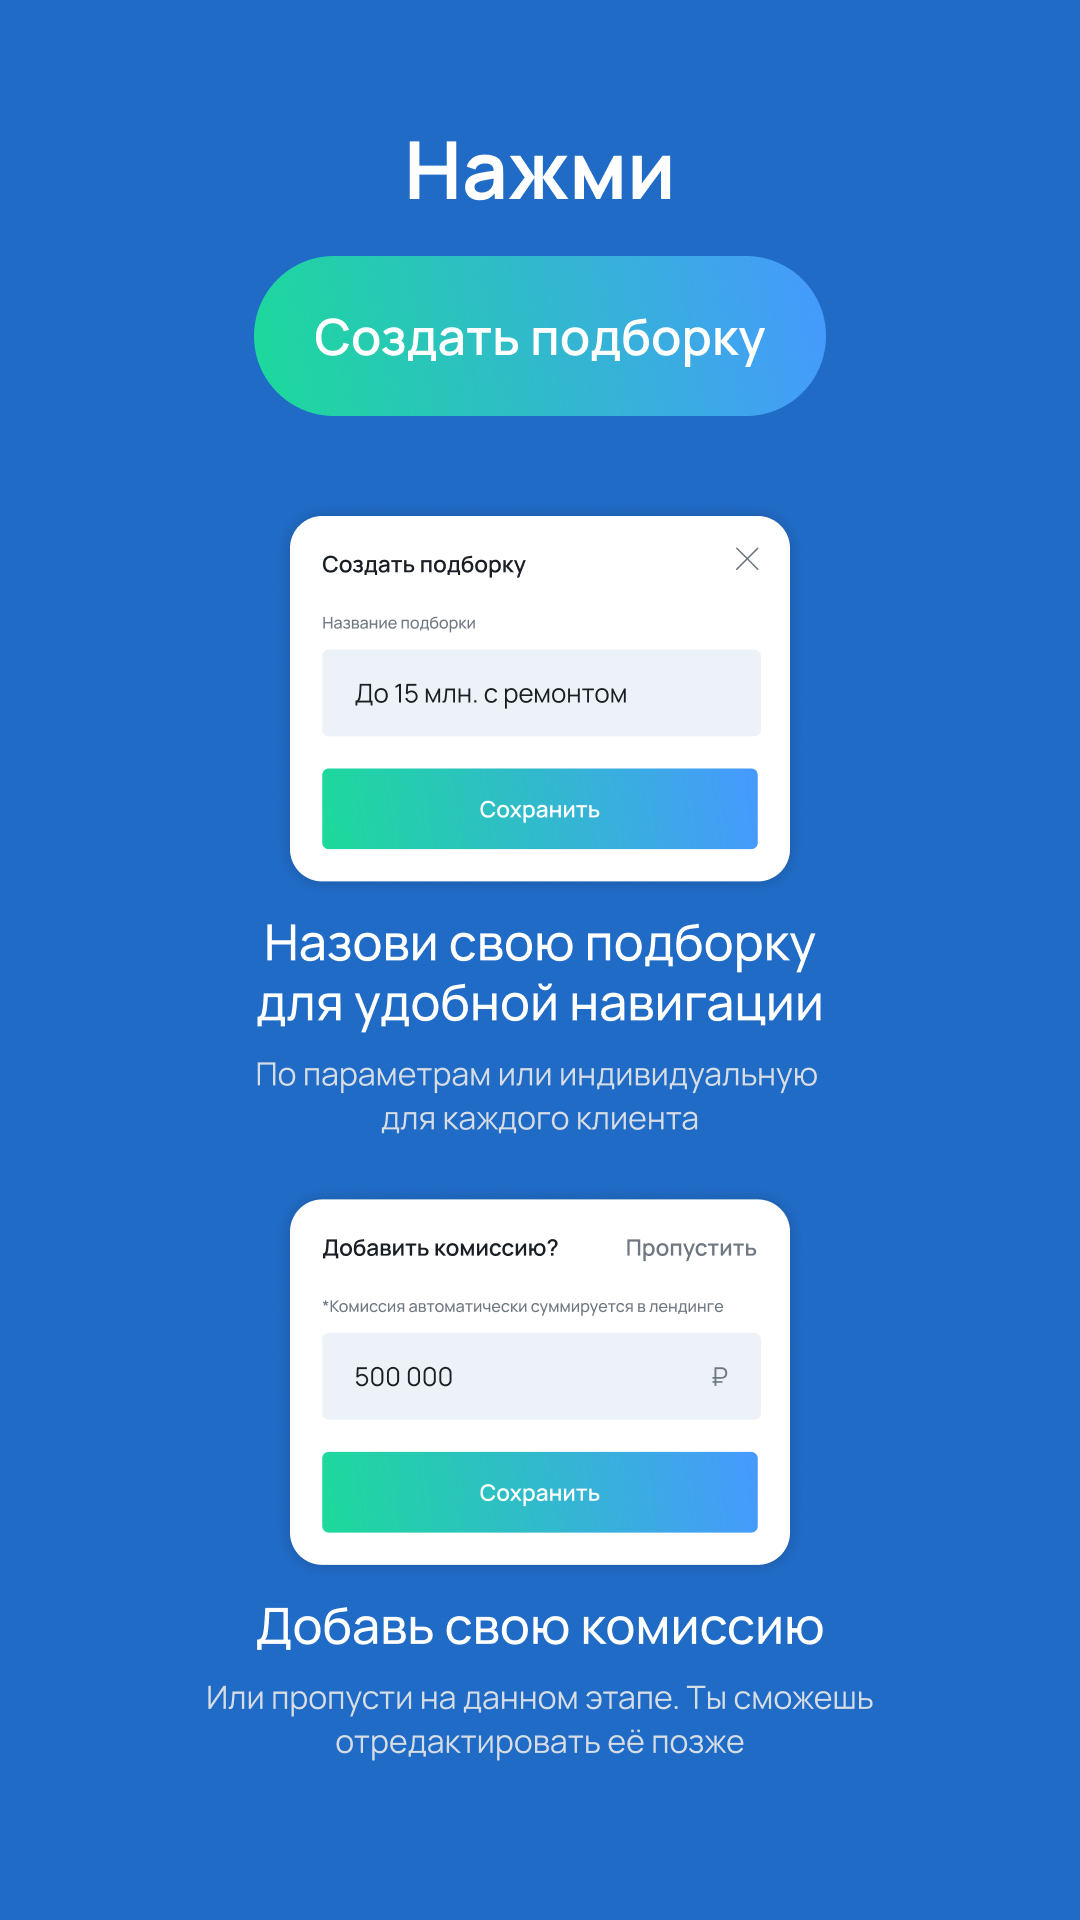 Нажми
Создать подборку
Создать подборку
Название подборки
До 15 млн. с ремонтом
Сохранить
Назови свою подборку
для удобной навигации
По параметрам или индивидуальную
для каждого клиента
Добавить комиссию? Пропустить
*Комиссия автоматически суммируется в лендинге
500 000 ₽
Сохранить
Добавь свою комиссию
Или пропусти на данном этапе. Ты сможешь
отредактировать её позже